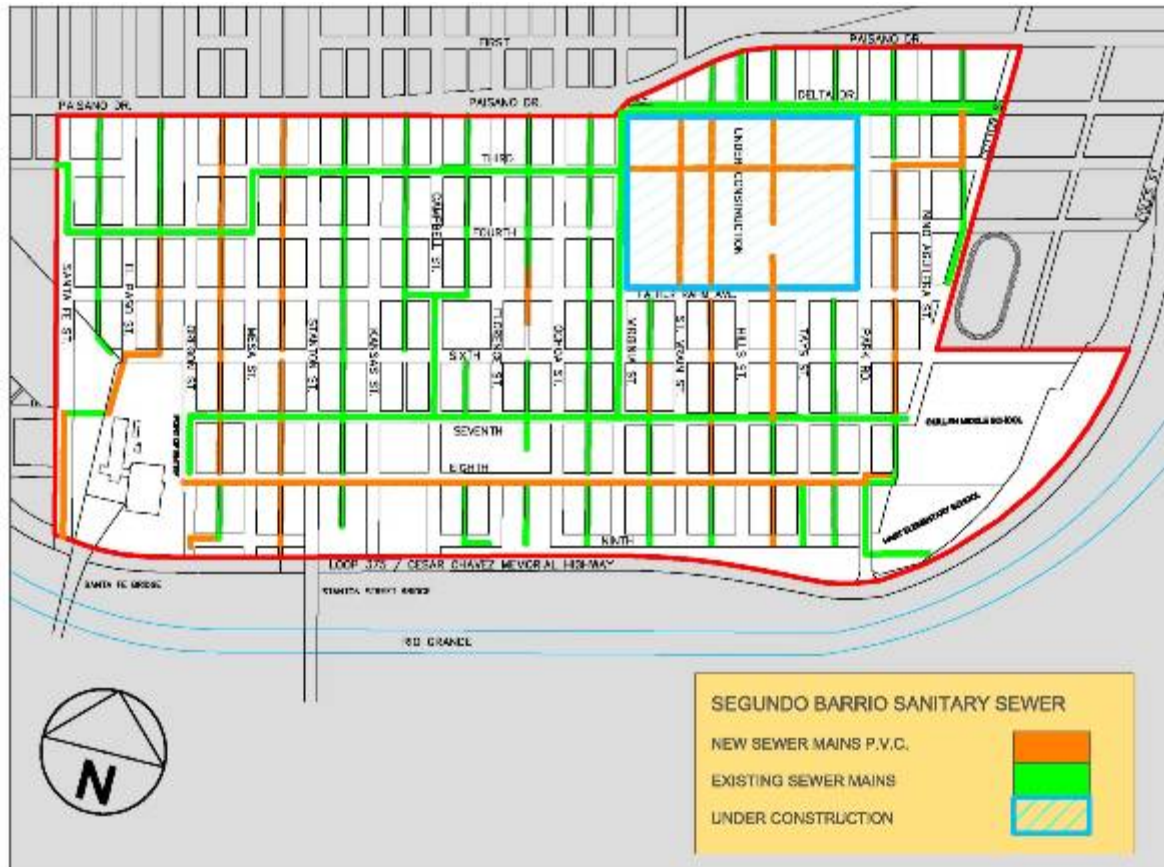 FIRST
PAISANO DR.
PAISANO DR.
PAISANO DR.
DELTA DR.
THIRD
UNDER CONSTRUCTION
CAMPBELL ST.
FOURTH
SANTA FE ST.
EL PASO ST.
OREGON ST.
MESA ST.
STANTON ST.
KANSAS ST.
FLORENCE ST.
OCHOA ST.
VIRGINIA ST.
ST. VRAIN ST.
HILLS ST.
TAYS ST.
PARK RD.
NINO AGUILERA ST.
FATHER RAHM AVE.
SIXTH
SEVENTH
EIGHTH
NINTH
GUILLEN MIDDLE SCHOOL
HART ELEMENTARY SCHOOL
LOOP 375 / CESAR CHAVEZ MEMORIAL HIGHWAY
SANTA FE BRIDGE
STANTON STREET BRIDGE
RIO GRANDE
N
SEGUNDO BARRIO SANITARY SEWER
NEW SEWER MAINS P.V.C.
EXISTING SEWER MAINS
UNDER CONSTRUCTION